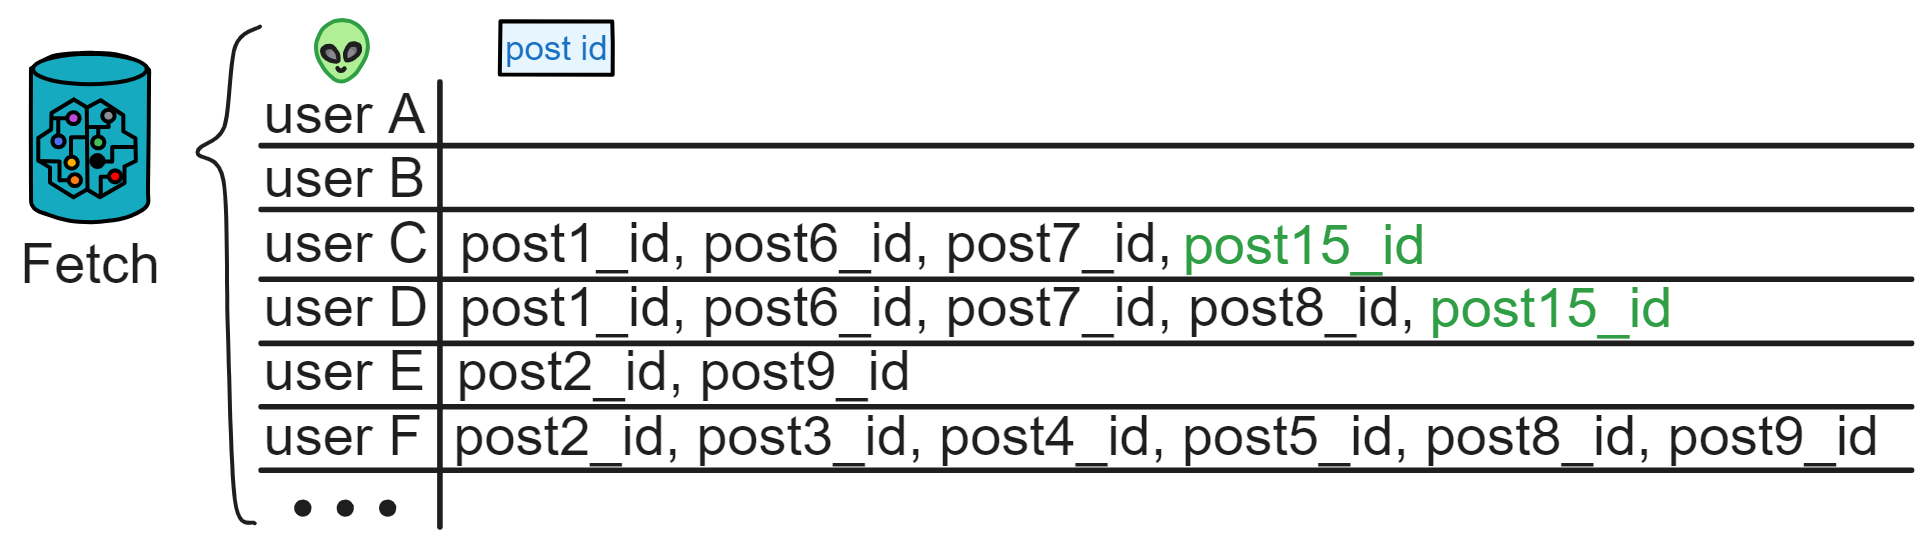 post id
user A
user B
user C post1_id, post6_id, post7_id, post15_id
Fetch
user D post1_id, post6_id, post7_id, post8_id, post15_id
user E post2_id, post9_id
user F post2_id, post3_id, post4_id, post5_id, post8_id, post9_id
• • •